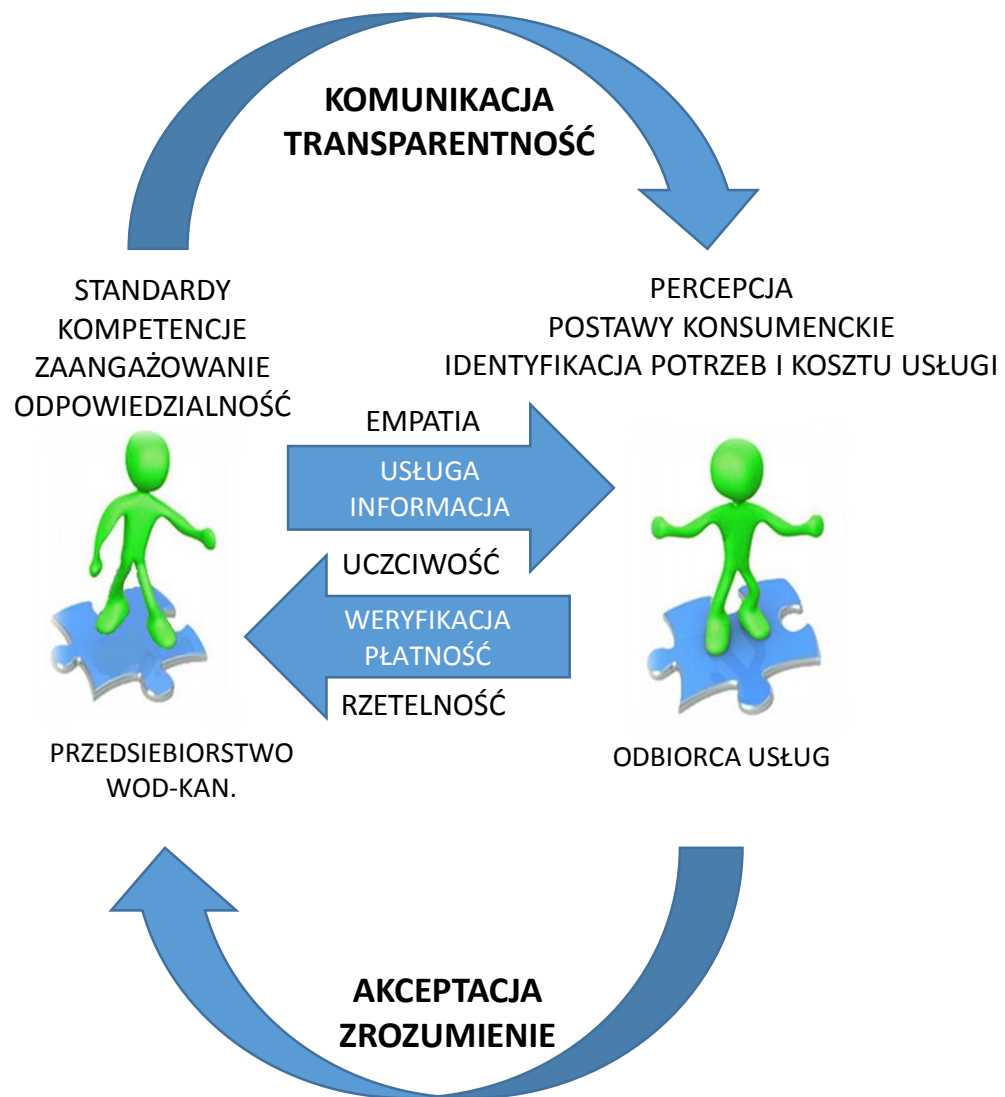 KOMUNIKACJA
TRANSPARENTNOŚĆ
STANDARDY
KOMPETENCJE
ZAANGAŻOWANIE
ODPOWIEDZIALNOŚĆ
PERCEPCJA
POSTAWY KONSUMENCKIE
IDENTYFIKACJA POTRZEB I KOSZTU USŁUGI
EMPATIA
USŁUGA
INFORMACJA
UCZCIWOŚĆ
WERYFIKACJA
PŁATNOŚĆ
RZETELNOŚĆ
PRZEDSIEBIORSTWO
WOD-KAN.
ODBIORCA USŁUG
AKCEPTACJA
ZROZUMIENIE